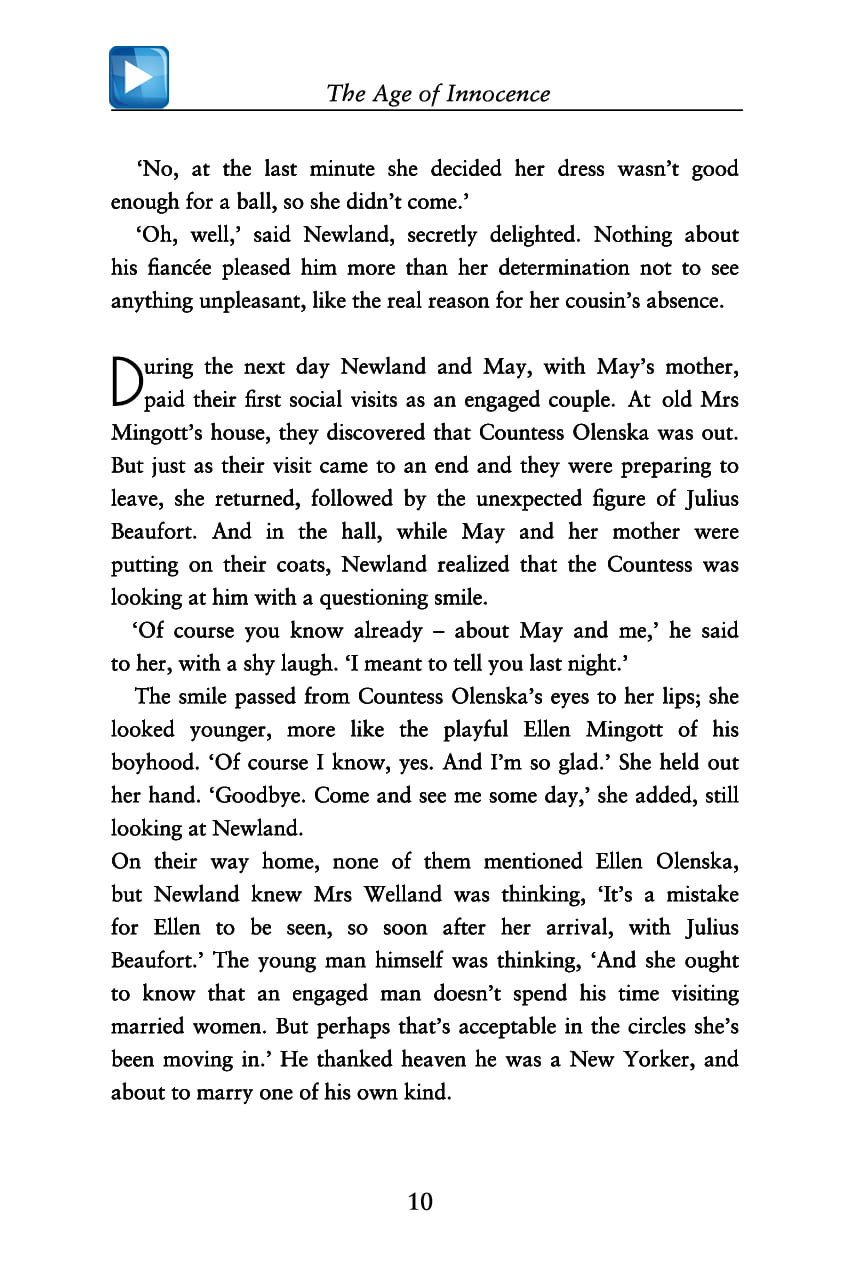 The Age of Innocence
‘No, at the last minute she decided her dress wasn’t good
enough for a ball, so she didn’t come.’
‘Oh, well,’ said Newland, secretly delighted. Nothing about
his fiancée pleased him more than her determination not to see
anything unpleasant, like the real reason for her cousin’s absence.
During the next day Newland and May, with May’s mother,
paid their first social visits as an engaged couple. At old Mrs
Mingott’s house, they discovered that Countess Olenska was out.
But just as their visit came to an end and they were preparing to
leave, she returned, followed by the unexpected figure of Julius
Beaufort. And in the hall, while May and her mother were
putting on their coats, Newland realized that the Countess was
looking at him with a questioning smile.
‘Of course you know already – about May and me,’ he said
to her, with a shy laugh. ‘I meant to tell you last night.’
The smile passed from Countess Olenska’s eyes to her lips; she
looked younger, more like the playful Ellen Mingott of his
boyhood. ‘Of course I know, yes. And I’m so glad.’ She held out
her hand. ‘Goodbye. Come and see me some day,’ she added, still
looking at Newland.
On their way home, none of them mentioned Ellen Olenska,
but Newland knew Mrs Welland was thinking, ‘It’s a mistake
for Ellen to be seen, so soon after her arrival, with Julius
Beaufort.’ The young man himself was thinking, ‘And she ought
to know that an engaged man doesn’t spend his time visiting
married women. But perhaps that’s acceptable in the circles she’s
been moving in.’ He thanked heaven he was a New Yorker, and
about to marry one of his own kind.
10